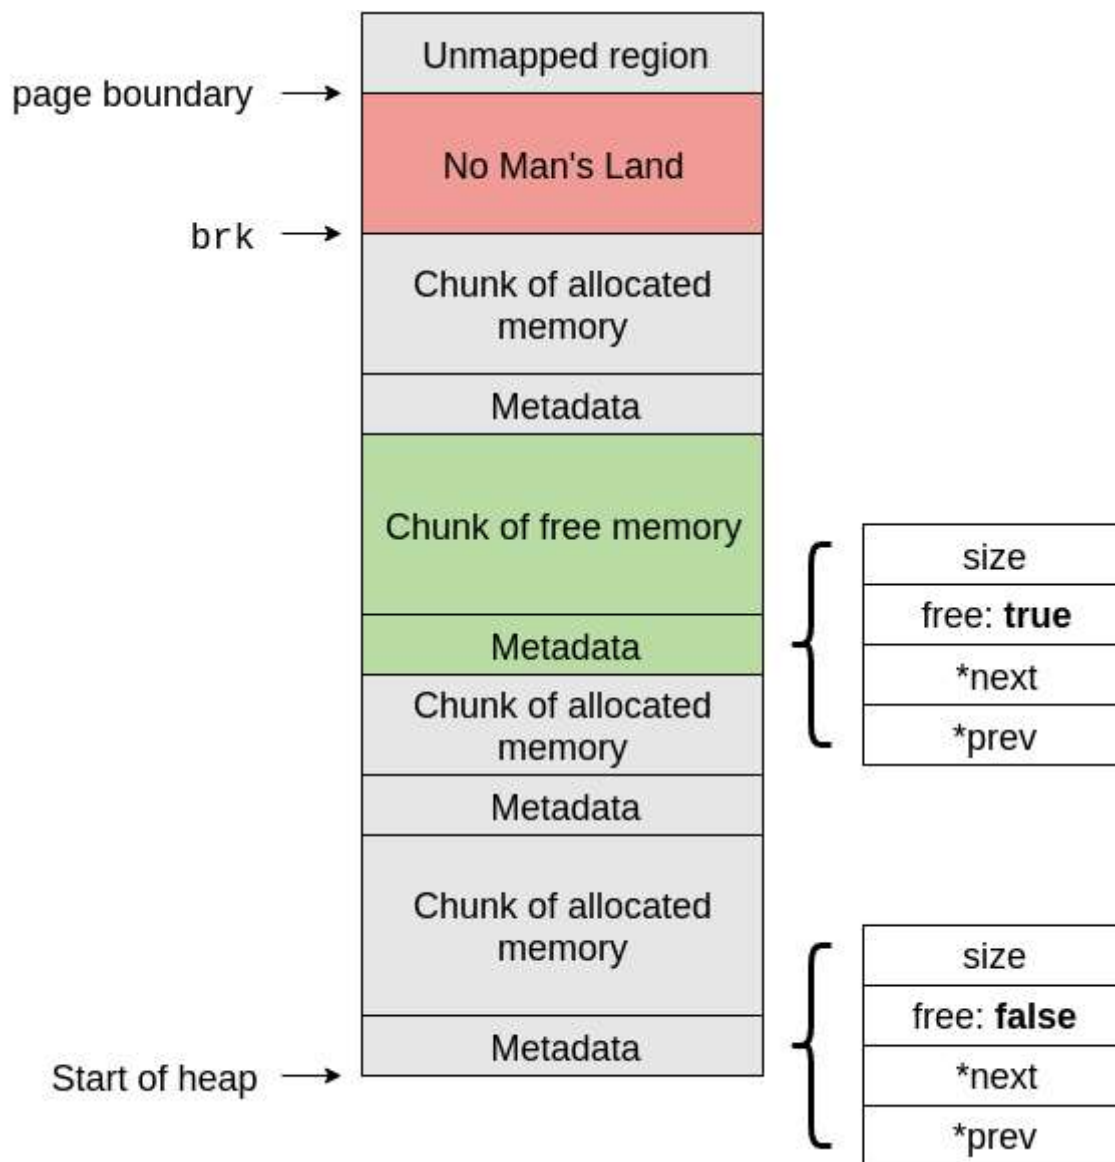 Unmapped region
page boundary
No Man's Land
brk
Chunk of allocated
memory
Metadata
Chunk of free memory
Metadata
size
free: true
*next
*prev
Chunk of allocated
memory
Metadata
Chunk of allocated
memory
Metadata
Start of heap
size
free: false
*next
*prev